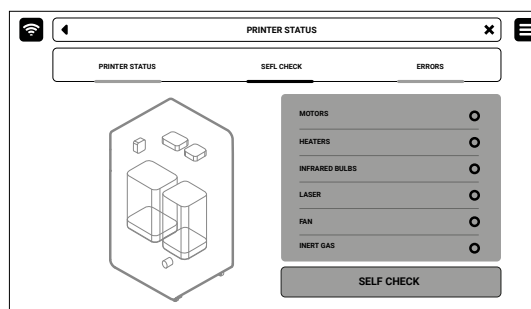 PRINTER STATUS
PRINTER STATUS SEFL CHECK ERRORS
MOTORS
HEATERS
INFRARED BULBS
LASER
FAN
INERT GAS
SELF CHECK